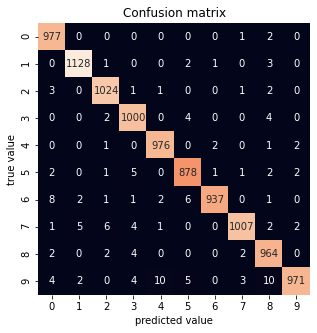 Confusion matrix
0 977 0 0 0 0 0 0 1 2 0
1 0 1128 1 0 0 2 1 0 3 0
2 3 0 1024 1 1 0 0 1 2 0
3 0 0 2 1000 0 4 0 0 4 0
4 0 0 1 0 976 0 2 0 1 2
5 2 0 1 5 0 878 1 1 2 2
6 8 2 1 1 2 6 937 0 1 0
7 1 5 6 4 1 0 0 1007 2 2
8 2 0 2 4 0 0 0 2 964 0
9 4 2 0 4 10 5 0 3 10 971
0 1 2 3 4 5 6 7 8 9
true value
predicted value